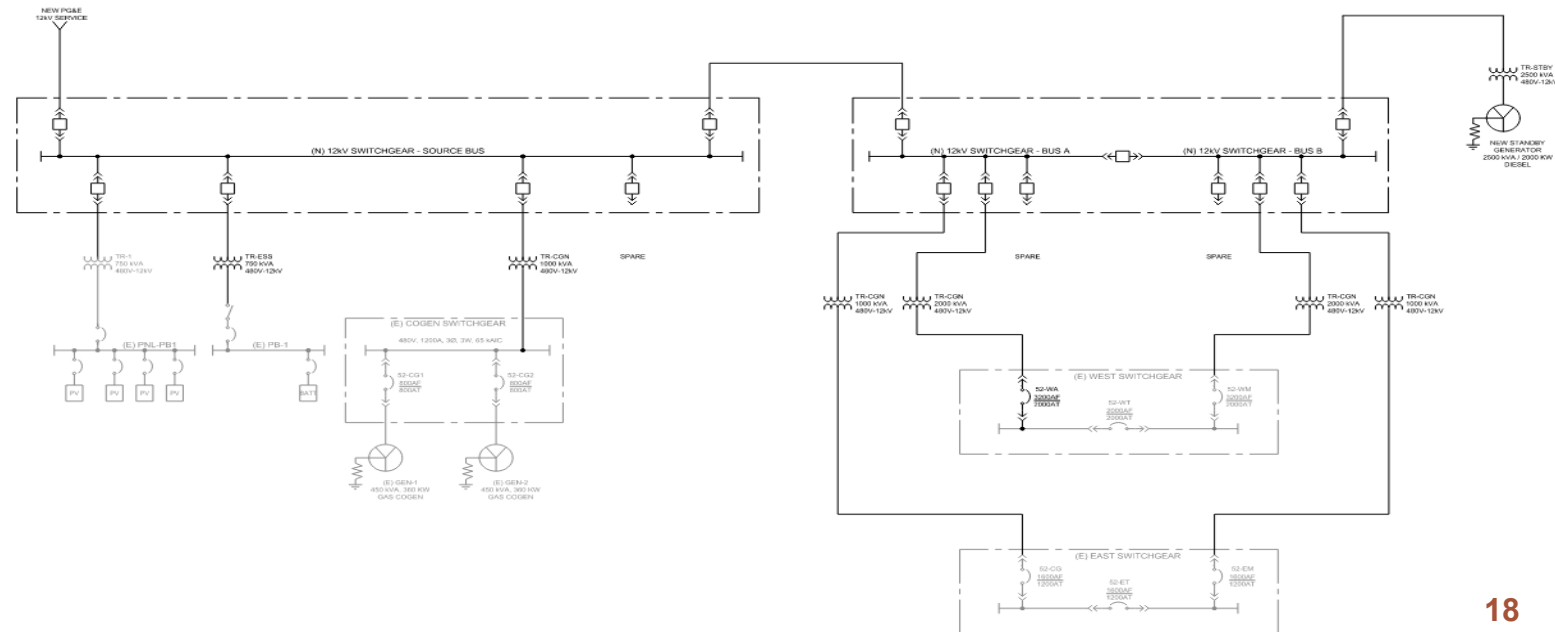 NEW PG&E
12kV SERVICE
(N) 12kV SWITCHGEAR - SOURCE BUS
(N) 12kV SWITCHGEAR - BUS A
(N) 12kV SWITCHGEAR - BUS B
TR-STBY
2500 kVA
480V-12kV
NEW STANDBY
GENERATOR
2500 kVA / 2000 KW
DIESEL
TR-1
750 kVA
480V-12kV
TR-ESS
750 kVA
480V-12kV
TR-CGN
1000 kVA
480V-12kV
SPARE
SPARE
SPARE
TR-CGN
1000 kVA
480V-12kV
TR-CGN
2000 kVA
480V-12kV
TR-CGN
2000 kVA
480V-12kV
TR-CGN
1000 kVA
480V-12kV
(E) PNL-PB1
(E) PB-1
PV
PV
PV
PV
BATT
(E) COGEN SWITCHGEAR
480V, 1200A, 3Ø, 3W, 65 kAIC
52-CG1
800AF
800AT
52-CG2
800AF
800AT
(E) GEN-1
450 kVA, 360 KW
GAS COGEN
(E) GEN-2
450 kVA, 360 KW
GAS COGEN
(E) WEST SWITCHGEAR
52-WA
3200AF
2000AT
52-WT
2000AF
2000AT
52-WM
3200AF
2000AT
(E) EAST SWITCHGEAR
52-CG
1600AF
1200AT
52-ET
1600AF
1200AT
52-EM
1600AF
1200AT
18